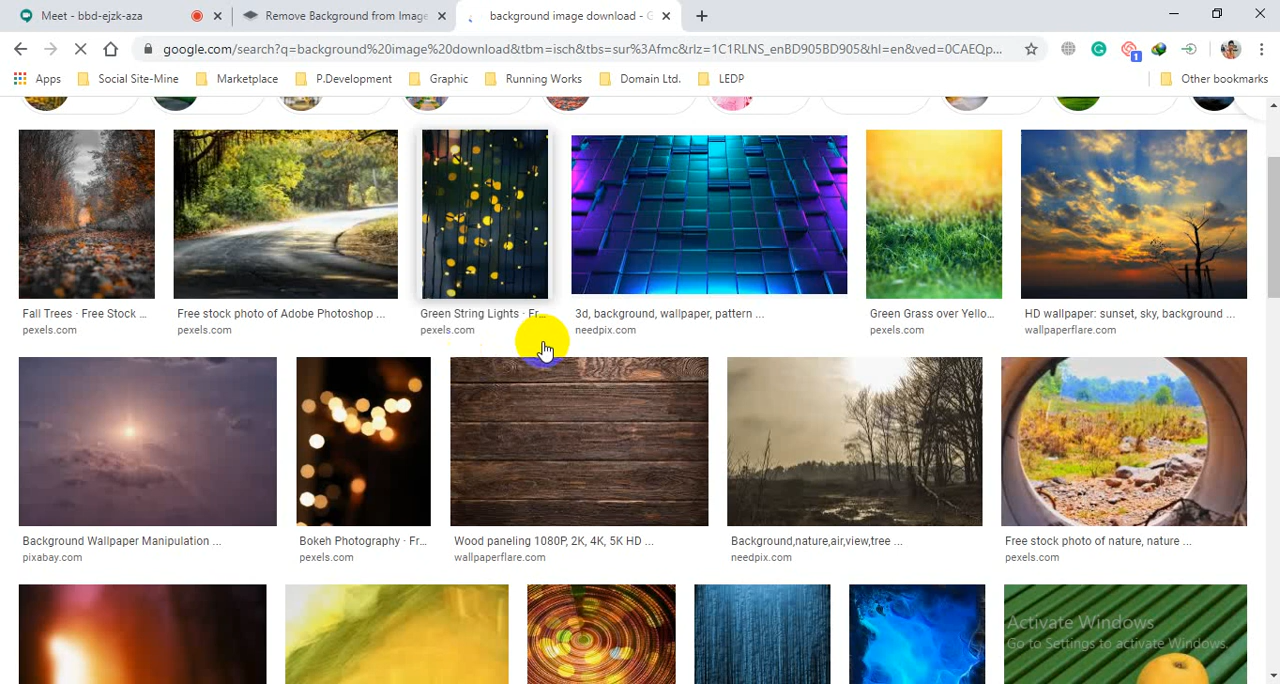 Meet - bbd-ejzk-aza
Remove Background from Image
background image download - G
google.com/search?q=background%20image%20download&tbm=isch&tbs=sur%3Afmc&rlz=1C1RLNS_enBD905BD905&hl=en&ved=0CAEQp...
1
Apps
Social Site-Mine
Marketplace
P.Development
Graphic
Running Works
Domain Ltd.
LEDP
Other bookmarks
Fall Trees · Free Stock ...
pexels.com
Free stock photo of Adobe Photoshop ...
pexels.com
Green String Lights · Fr...
pexels.com
3d, background, wallpaper, pattern ...
needpix.com
Green Grass over Yello...
pexels.com
HD wallpaper: sunset, sky, background ...
wallpaperflare.com
Background Wallpaper Manipulation ...
pixabay.com
Bokeh Photography · Fr...
pexels.com
Wood paneling 1080P, 2K, 4K, 5K HD ...
wallpaperflare.com
Background,nature,air,view,tree ...
needpix.com
Free stock photo of nature, nature ...
pexels.com
Activate Windows
Go to Settings to activate Windows.